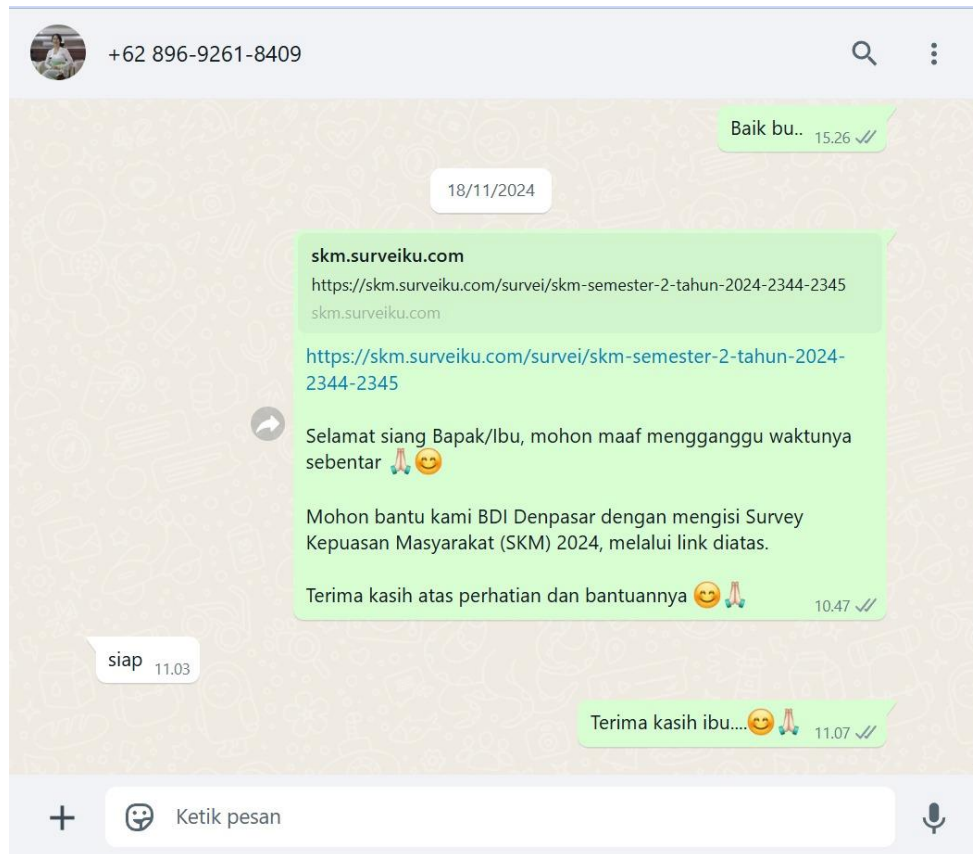 +62 896-9261-8409
Baik bu.. 15.26
18/11/2024
skm.surveiku.com
https://skm.surveiku.com/survei/skm-semester-2-tahun-2024-2344-2345
skm.surveiku.com
https://skm.surveiku.com/survei/skm-semester-2-tahun-2024-
2344-2345
Selamat siang Bapak/Ibu, mohon maaf mengganggu waktunya
sebentar 🙏🏻😊
Mohon bantu kami BDI Denpasar dengan mengisi Survey
Kepuasan Masyarakat (SKM) 2024, melalui link diatas.
Terima kasih atas perhatian dan bantuannya 😊🙏🏻 10.47
siap 11.03
Terima kasih ibu....😊🙏🏻 11.07
Ketik pesan